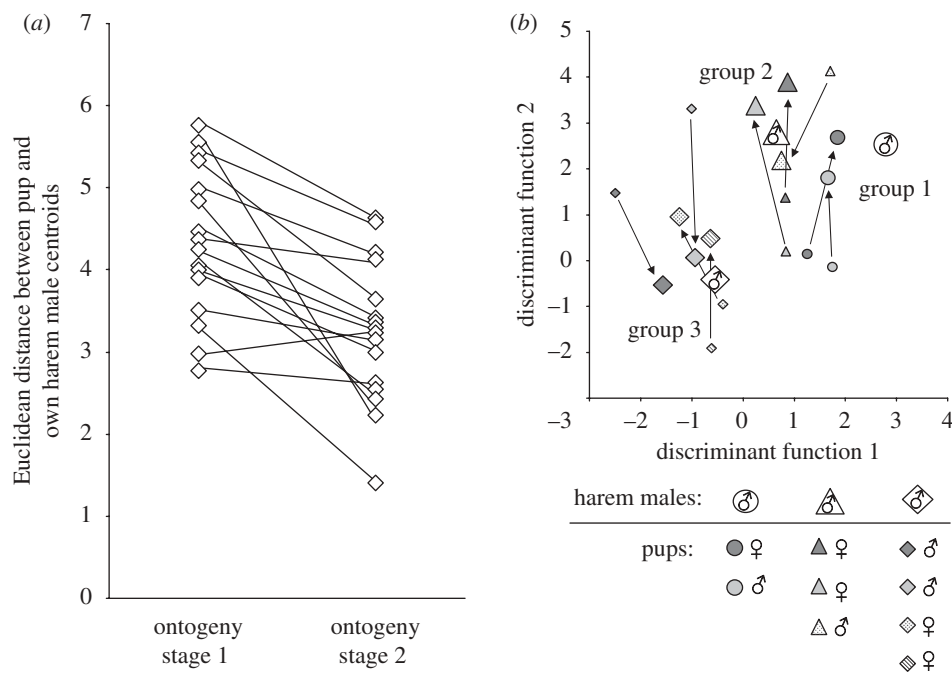 (a)
7
6
5
4
3
2
1
0
Euclidean distance between pup and
own harem male centroids
ontogeny
stage 1
ontogeny
stage 2
(b)
5
4
3
2
1
0
−1
−2
−3
−2
−1
0
1
2
3
4
discriminant function 2
discriminant function 1
group 2
group 1
group 3
♂
♂
♂
harem males: ♂ ♂ ♂
pups: ♀ ♀ ♂
♂ ♀ ♂
♂ ♀
♀